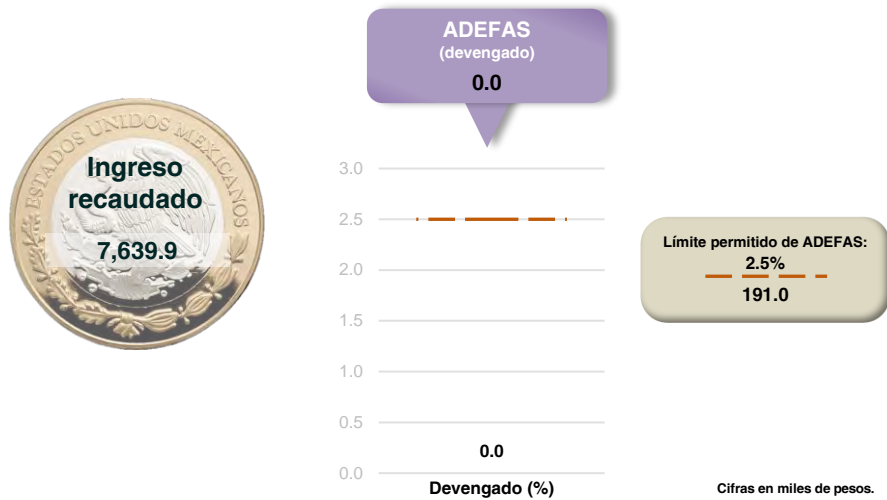 ADEFAS
(devengado)
0.0
ESTADOS UNIDOS MEXICANOS
Ingreso
recaudado
7,639.9
3.0
2.5
2.0
1.5
1.0
0.5
0.0
0.0
Devengado (%)
Límite permitido de ADEFAS:
2.5%
191.0
Cifras en miles de pesos.